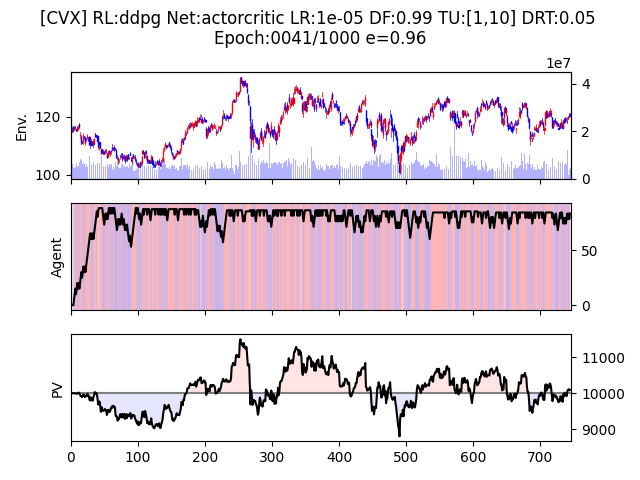 [CVX] RL:ddpg Net:actorcritic LR:1e-05 DF:0.99 TU:[1,10] DRT:0.05
Epoch:0041/1000 e=0.96
1e7
Env.
120
100
4
2
0
Agent
50
0
PV
11000
10000
9000
0 100 200 300 400 500 600 700